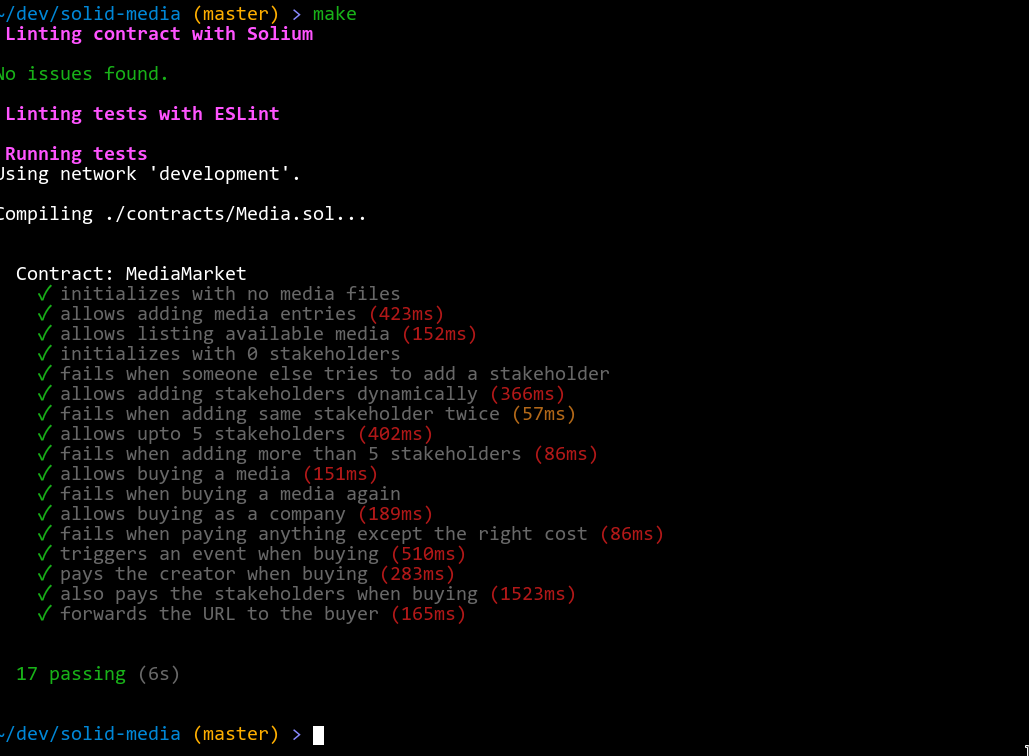 ~/dev/solid-media (master) > make
Linting contract with Solium
No issues found.
Linting tests with ESLint
Running tests
Using network 'development'.
Compiling ./contracts/Media.sol...
Contract: MediaMarket
✓ initializes with no media files
✓ allows adding media entries (423ms)
✓ allows listing available media (152ms)
✓ initializes with 0 stakeholders
✓ fails when someone else tries to add a stakeholder
✓ allows adding stakeholders dynamically (366ms)
✓ fails when adding same stakeholder twice (57ms)
✓ allows upto 5 stakeholders (402ms)
✓ fails when adding more than 5 stakeholders (86ms)
✓ allows buying a media (151ms)
✓ fails when buying a media again
✓ allows buying as a company (189ms)
✓ fails when paying anything except the right cost (86ms)
✓ triggers an event when buying (510ms)
✓ pays the creator when buying (283ms)
✓ also pays the stakeholders when buying (1523ms)
✓ forwards the URL to the buyer (165ms)
17 passing (6s)
~/dev/solid-media (master) >